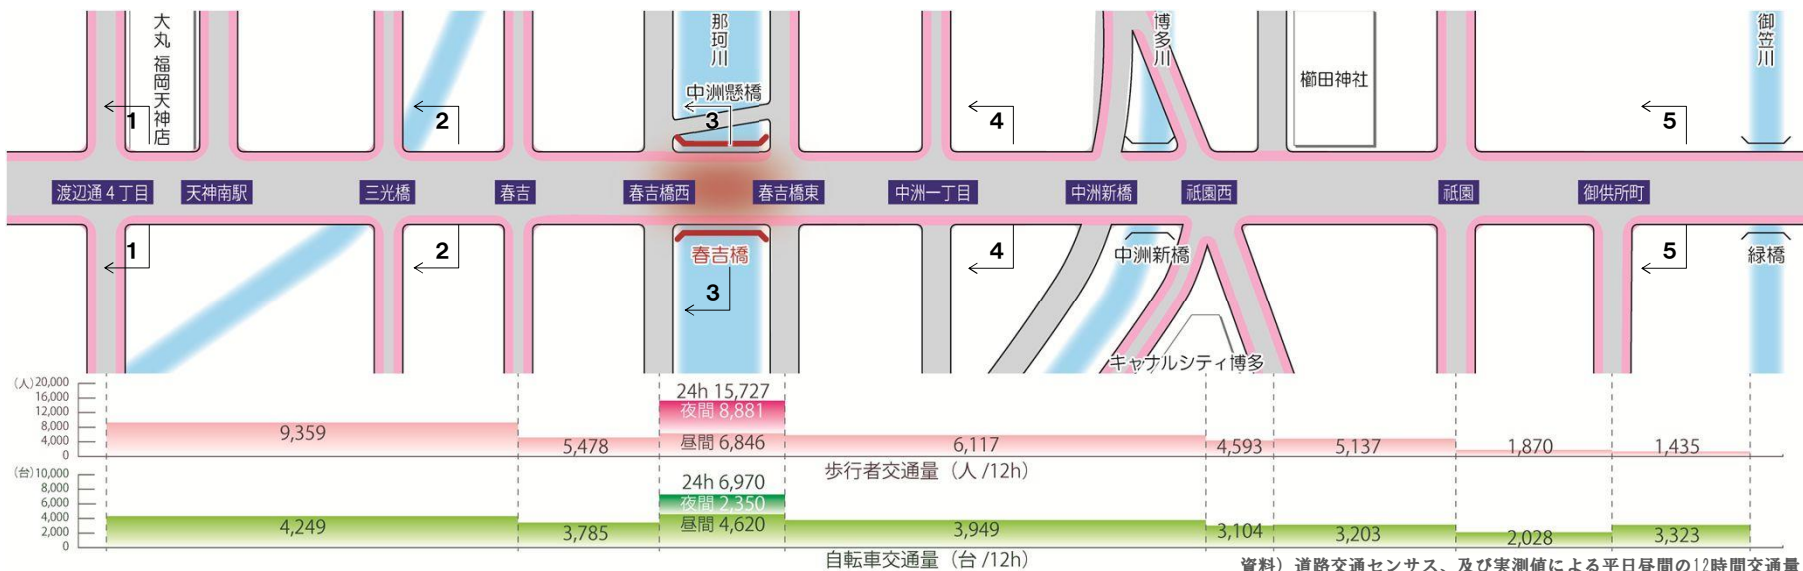 大丸 福岡天神店
那珂川
博多川
御笠川
中洲懸橋
櫛田神社
1
2
3
4
5
渡辺通4丁目
天神南駅
三光橋
春吉
春吉橋西
春吉橋東
中洲一丁目
中洲新橋
祇園西
祇園
御供所町
1
2
春吉橋
3
4
中洲新橋
5
緑橋
キャナルシティ博多
(人)20,000
16,000
12,000
8,000
4,000
0
9,359
5,478
24h 15,727
夜間 8,881
昼間 6,846
6,117
4,593
5,137
1,870
1,435
歩行者交通量(人/12h)
(台)10,000
8,000
6,000
4,000
2,000
0
4,249
3,785
24h 6,970
夜間 2,350
昼間 4,620
3,949
3,104
3,203
2,028
3,323
自転車交通量(台/12h)
資料)道路交通センサス、及び実測値による平日昼間の12時間交通量